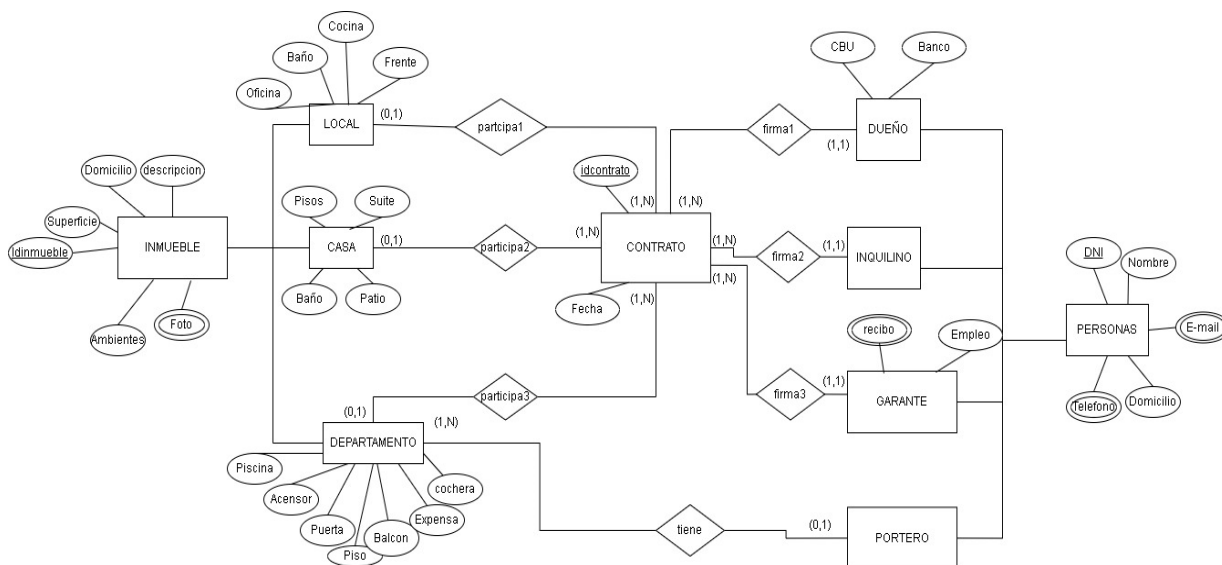 Cocina
Baño
Frente
Oficina
LOCAL
(0,1)
partcipa1
CBU
Banco
firma1
DUEÑO
(1,1)
Domicilio
descripcion
Superficie
Idinmueble
INMUEBLE
Ambientes
Foto
Pisos
Suite
CASA
(0,1)
Baño
Patio
participa2
idcontrato
(1,N)
(1,N)
(1,N)
CONTRATO
(1,N)
(1,N)
Fecha
(1,N)
firma2
(1,1)
INQUILINO
DNI
Nombre
PERSONAS
E-mail
Telefono
Domicilio
recibo
Empleo
firma3
(1,1)
GARANTE
participa3
(0,1)
(1,N)
DEPARTAMENTO
Piscina
Acensor
Puerta
Piso
Balcon
Expensa
cochera
tiene
(0,1)
PORTERO